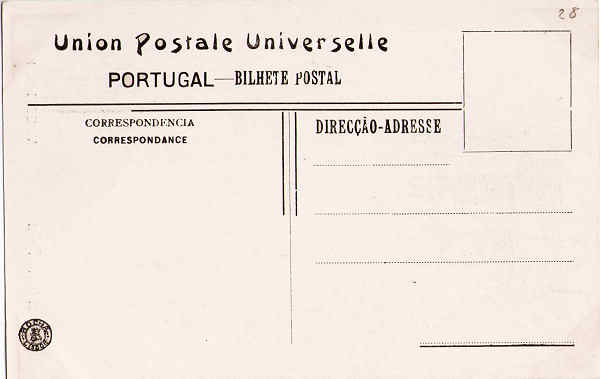 28
Union Postale Universelle
PORTUGAL—BILHETE POSTAL
CORRESPONDENCIA
CORRESPONDANCE
DIRECÇÃO-ADRESSE